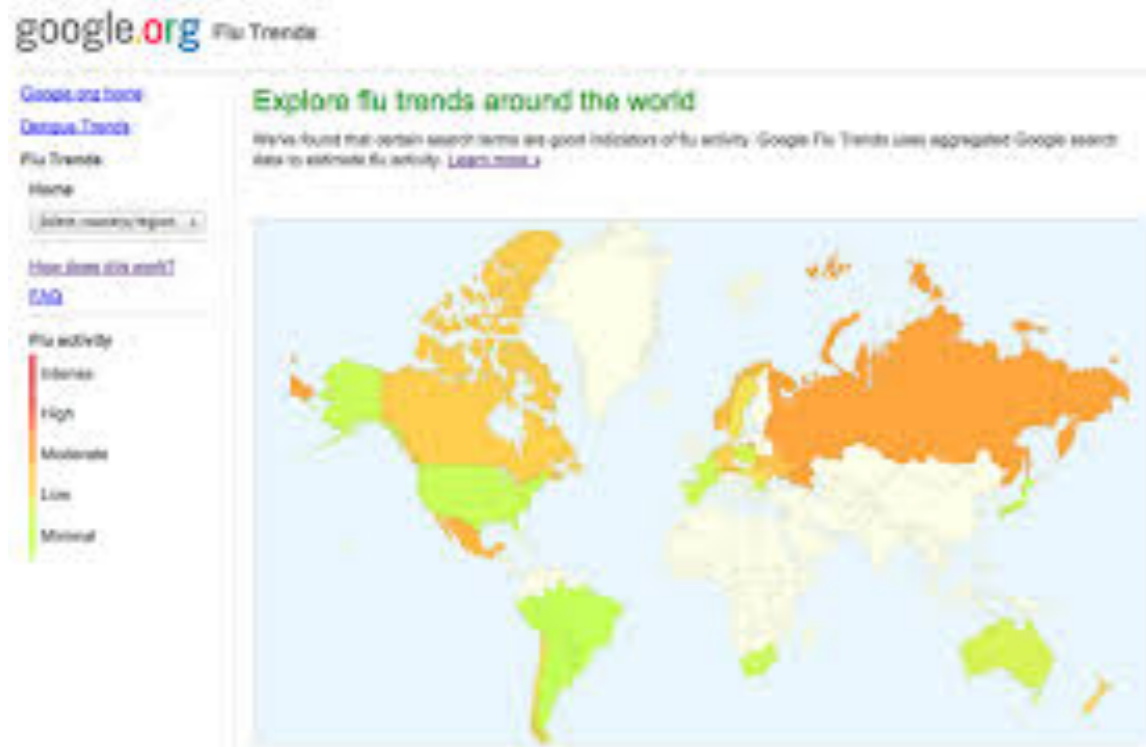 google.org Flu Trends
Google.org home
Dengue Trends
Flu Trends
Home
Select country/region
How does this work?
FAQ
Flu activity
Intense
High
Moderate
Low
Minimal
Explore flu trends around the world
We've found that certain search terms are good indicators of flu activity. Google Flu Trends uses aggregated Google search
data to estimate flu activity. Learn more »